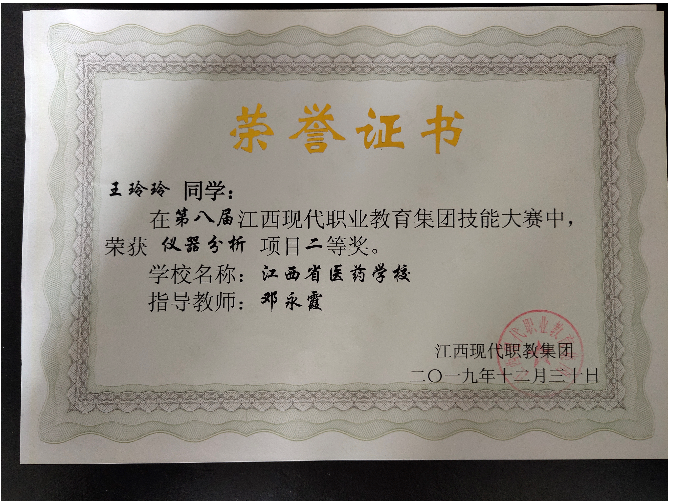 荣誉证书
王玲玲 同学：
在第八届江西现代职业教育集团技能大赛中，
荣获 仪器分析 项目二等奖。
学校名称：江西省医药学校
指导教师：邓永霞
江西现代职教集团
二〇一九年十二月三十日